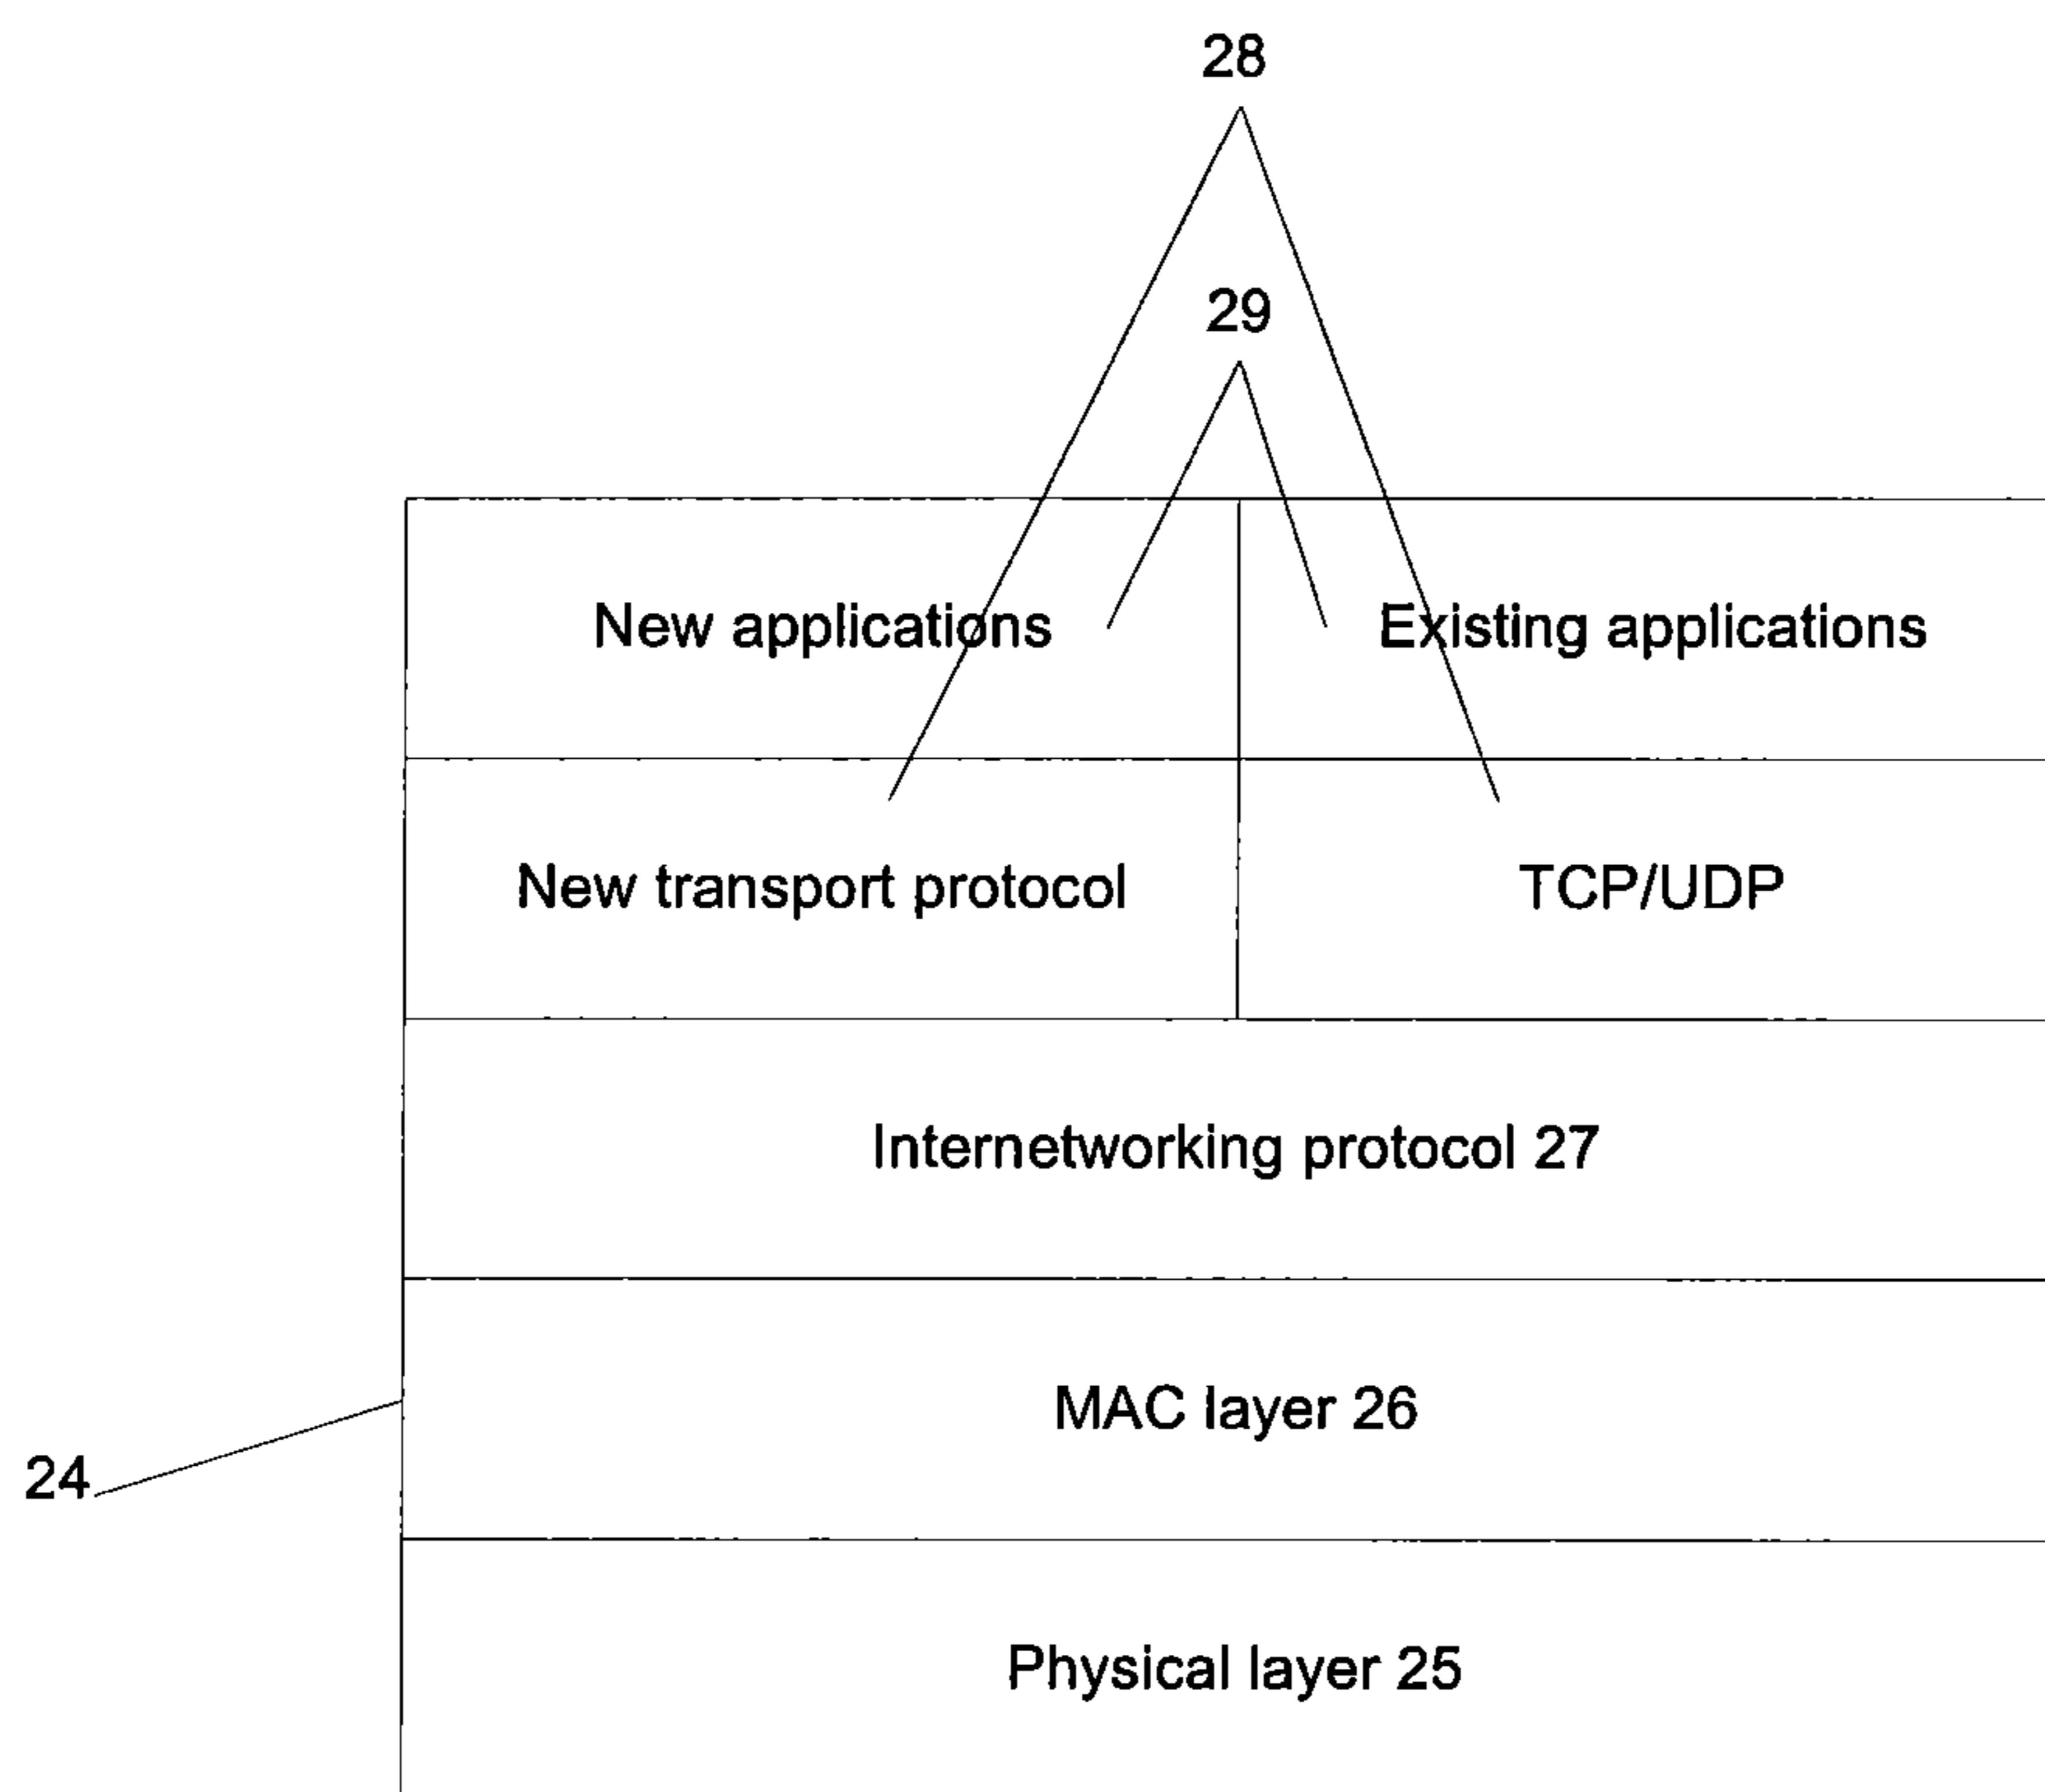 28
29
New applications
Existing applications
New transport protocol
TCP/UDP
Internetworking protocol 27
MAC layer 26
24
Physical layer 25